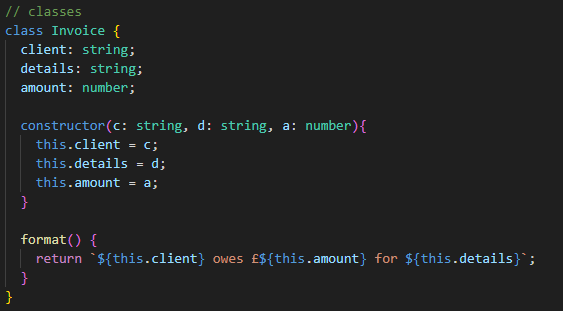 // classes
class Invoice {
  client: string;
  details: string;
  amount: number;

  constructor(c: string, d: string, a: number){
    this.client = c;
    this.details = d;
    this.amount = a;
  }

  format() {
    return `${this.client} owes £${this.amount} for ${this.details}`;
  }
}